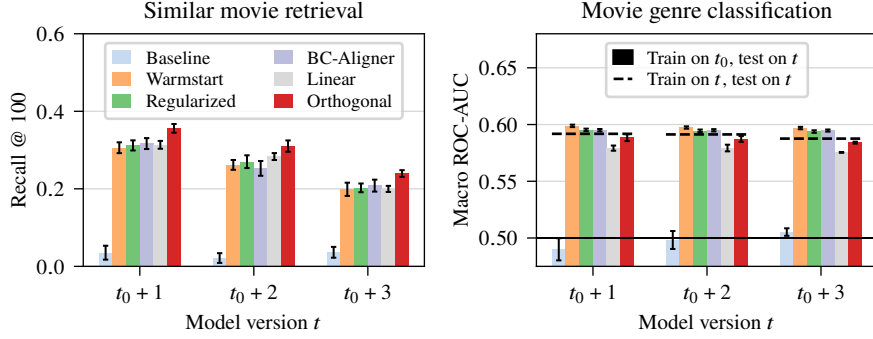 Similar movie retrieval
Recall @ 100
0.6
0.4
0.2
0.0
Baseline
Warmstart
Regularized
BC-Aligner
Linear
Orthogonal
t₀ + 1
t₀ + 2
t₀ + 3
Model version t
Movie genre classification
Macro ROC-AUC
0.65
0.60
0.55
0.50
Train on t₀, test on t
Train on t, test on t
t₀ + 1
t₀ + 2
t₀ + 3
Model version t